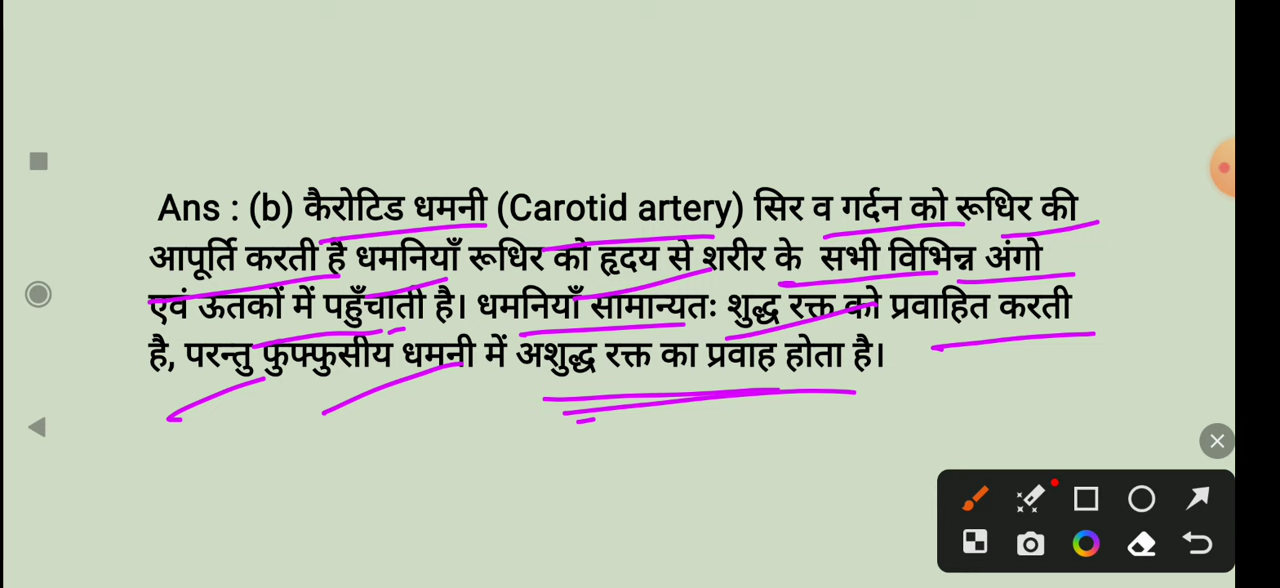 Ans : (b) कैरोटिड धमनी (Carotid artery) सिर व गर्दन को रूधिर की
आपूर्ति करती है धमनियाँ रूधिर को हृदय से शरीर के सभी विभिन्न अंगो
एवं ऊतकों में पहुँचाती है। धमनियाँ सामान्यतः शुद्ध रक्त को प्रवाहित करती
है, परन्तु फुफ्फुसीय धमनी में अशुद्ध रक्त का प्रवाह होता है।